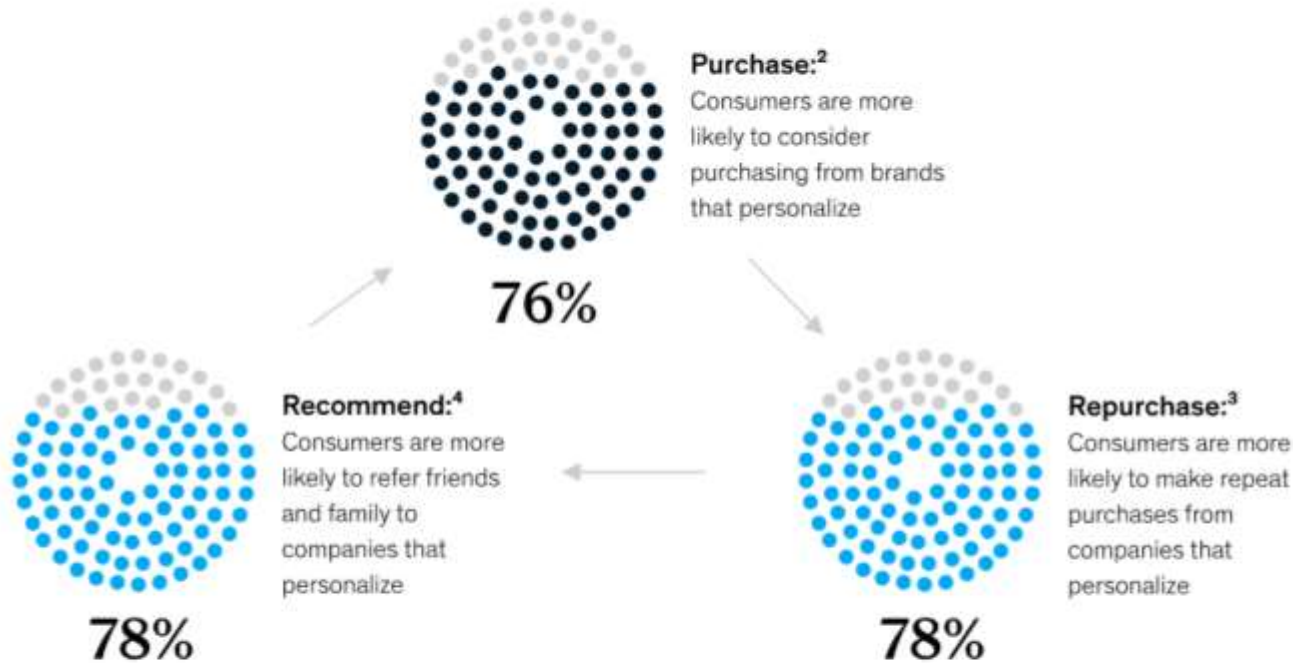 Purchase:²
Consumers are more
likely to consider
purchasing from brands
that personalize
76%
Recommend:⁴
Consumers are more
likely to refer friends
and family to
companies that
personalize
78%
Repurchase:³
Consumers are more
likely to make repeat
purchases from
companies that
personalize
78%